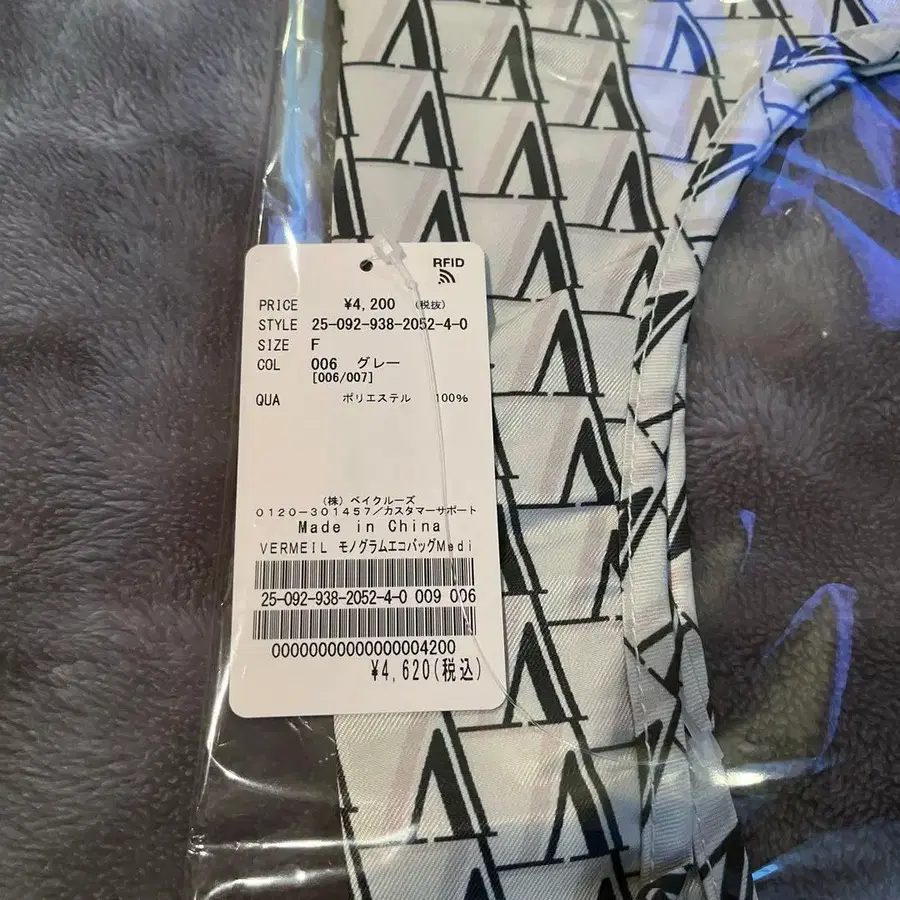 RFID
PRICE ¥4,200 (税抜)
STYLE 25-092-938-2052-4-0
SIZE F
COL 006 グレー
[006/007]
QUA ポリエステル 100%
(株) ベイクルーズ
0120-301457/カスタマーサポート
Made in China
VERMEIL モノグラムエコバッグMedi
25-092-938-2052-4-0 009 006
00000000000000004200
¥4,620(税込)